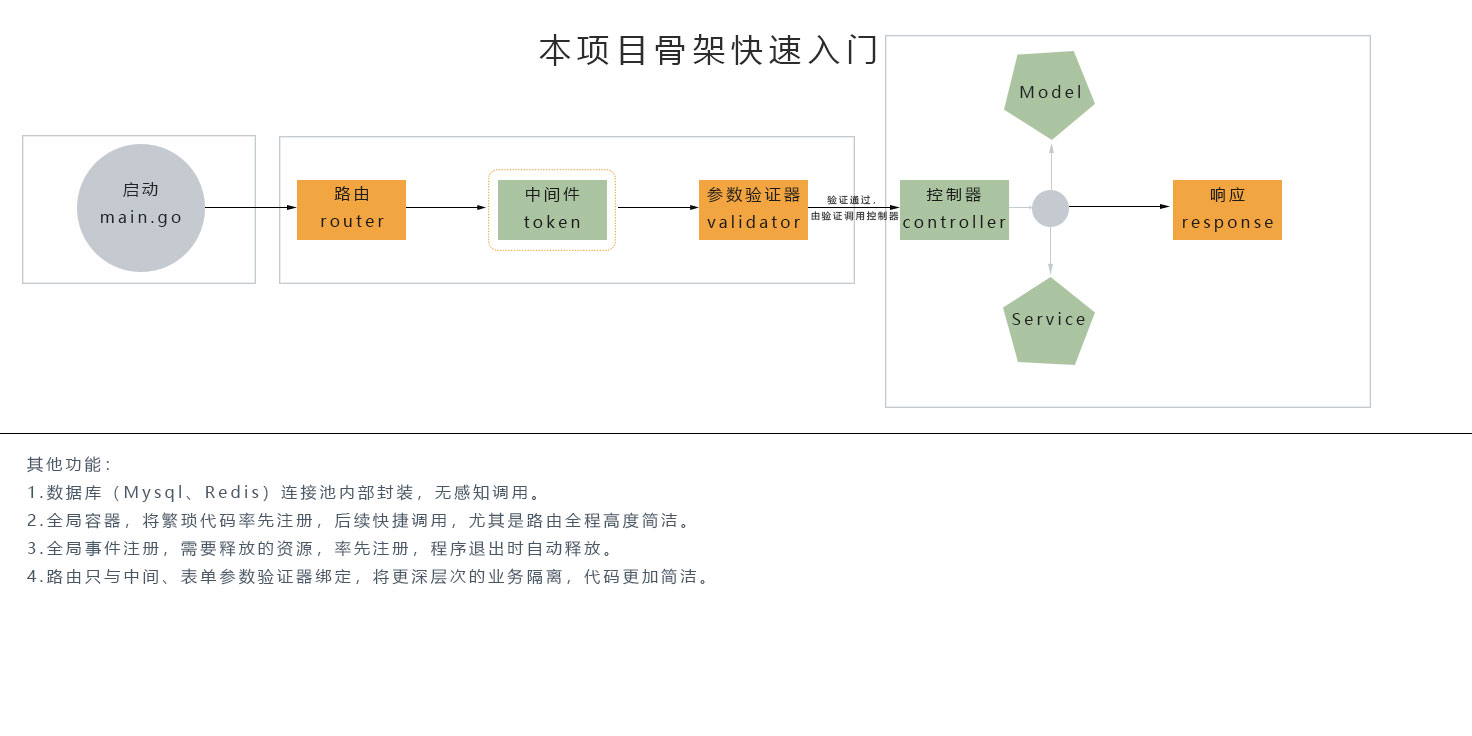 本项目骨架快速入门
Model
启动
main.go
路由
router
中间件
token
参数验证器
validator
验证通过，
由验证调用控制器
控制器
controller
响应
response
Service
其他功能：
1.数据库（Mysql、Redis）连接池内部封装，无感知调用。
2.全局容器，将繁琐代码率先注册，后续快捷调用，尤其是路由全程高度简洁。
3.全局事件注册，需要释放的资源，率先注册，程序退出时自动释放。
4.路由只与中间、表单参数验证器绑定，将更深层次的业务隔离，代码更加简洁。